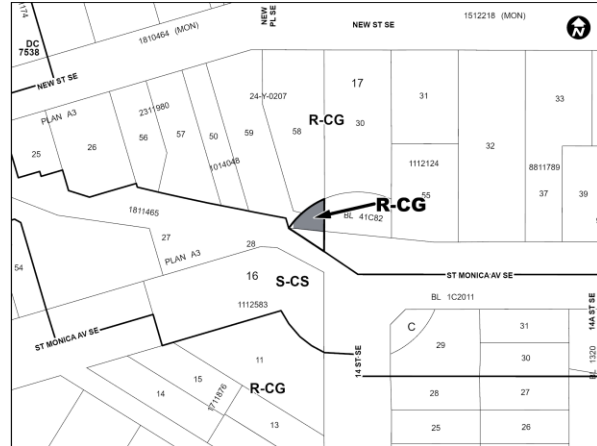 0174
DC
7538
1810464 (MON)
NEW
PL SE
NEW ST SE
1512218 (MON)
N
NEW ST SE
PLAN A3
2311980
24-Y-0207
17
31
33
25
26
56
57
50
59
58
R-CG
30
32
1014048
1112124
8811789
55
37
39
R-CG
BL 41C82
1811465
27
28
PLAN A3
54
16
S-CS
ST MONICA AV SE
BL 1C2011
1112583
ST MONICA AV SE
14A ST SE
C
31
29
11
14 ST SE
30
BL 1320
15
14
1711876
R-CG
28
27
13
25
26